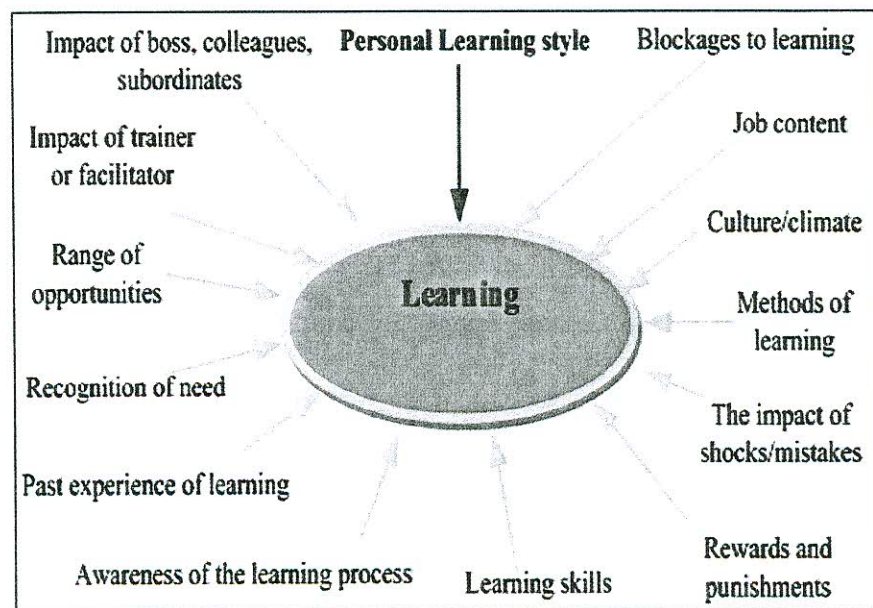 Impact of boss, colleagues,
subordinates
Personal Learning style
Blockages to learning
Impact of trainer
or facilitator
Job content
Range of
opportunities
Culture/climate
Learning
Methods of
learning
Recognition of need
The impact of
shocks/mistakes
Past experience of learning
Awareness of the learning process
Learning skills
Rewards and
punishments